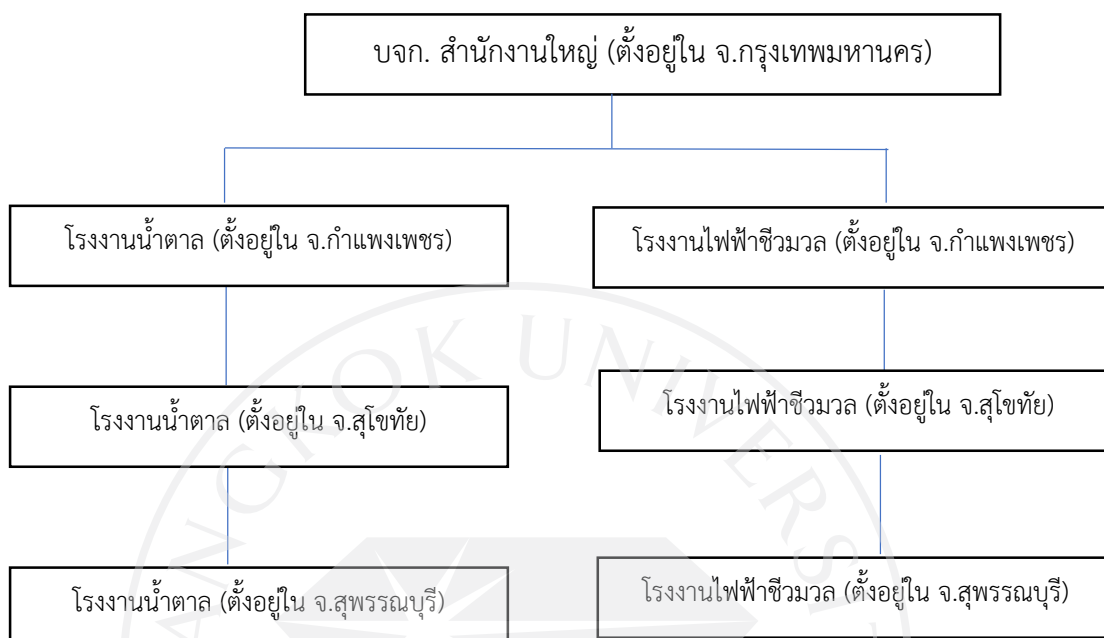 บจก. สำนักงานใหญ่ (ตั้งอยู่ใน จ.กรุงเทพมหานคร)
โรงงานน้ำตาล (ตั้งอยู่ใน จ.กำแพงเพชร)
โรงงานไฟฟ้าชีวมวล (ตั้งอยู่ใน จ.กำแพงเพชร)
โรงงานน้ำตาล (ตั้งอยู่ใน จ.สุโขทัย)
โรงงานไฟฟ้าชีวมวล (ตั้งอยู่ใน จ.สุโขทัย)
โรงงานน้ำตาล (ตั้งอยู่ใน จ.สุพรรณบุรี)
โรงงานไฟฟ้าชีวมวล (ตั้งอยู่ใน จ.สุพรรณบุรี)
ANGKOK UNIVERSI